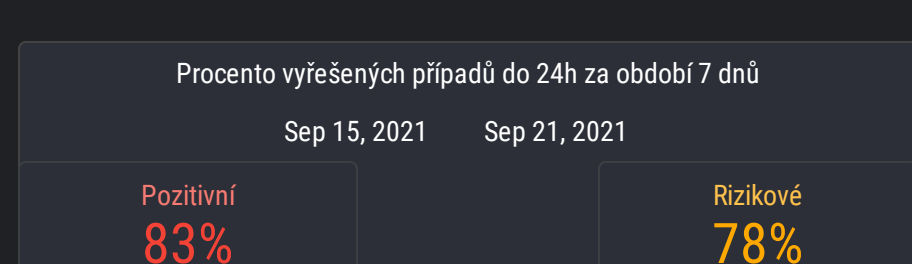 Procento vyřešených případů do 24h za období 7 dnů
Sep 15, 2021 Sep 21, 2021
Pozitivní Rizikové
83% 78%